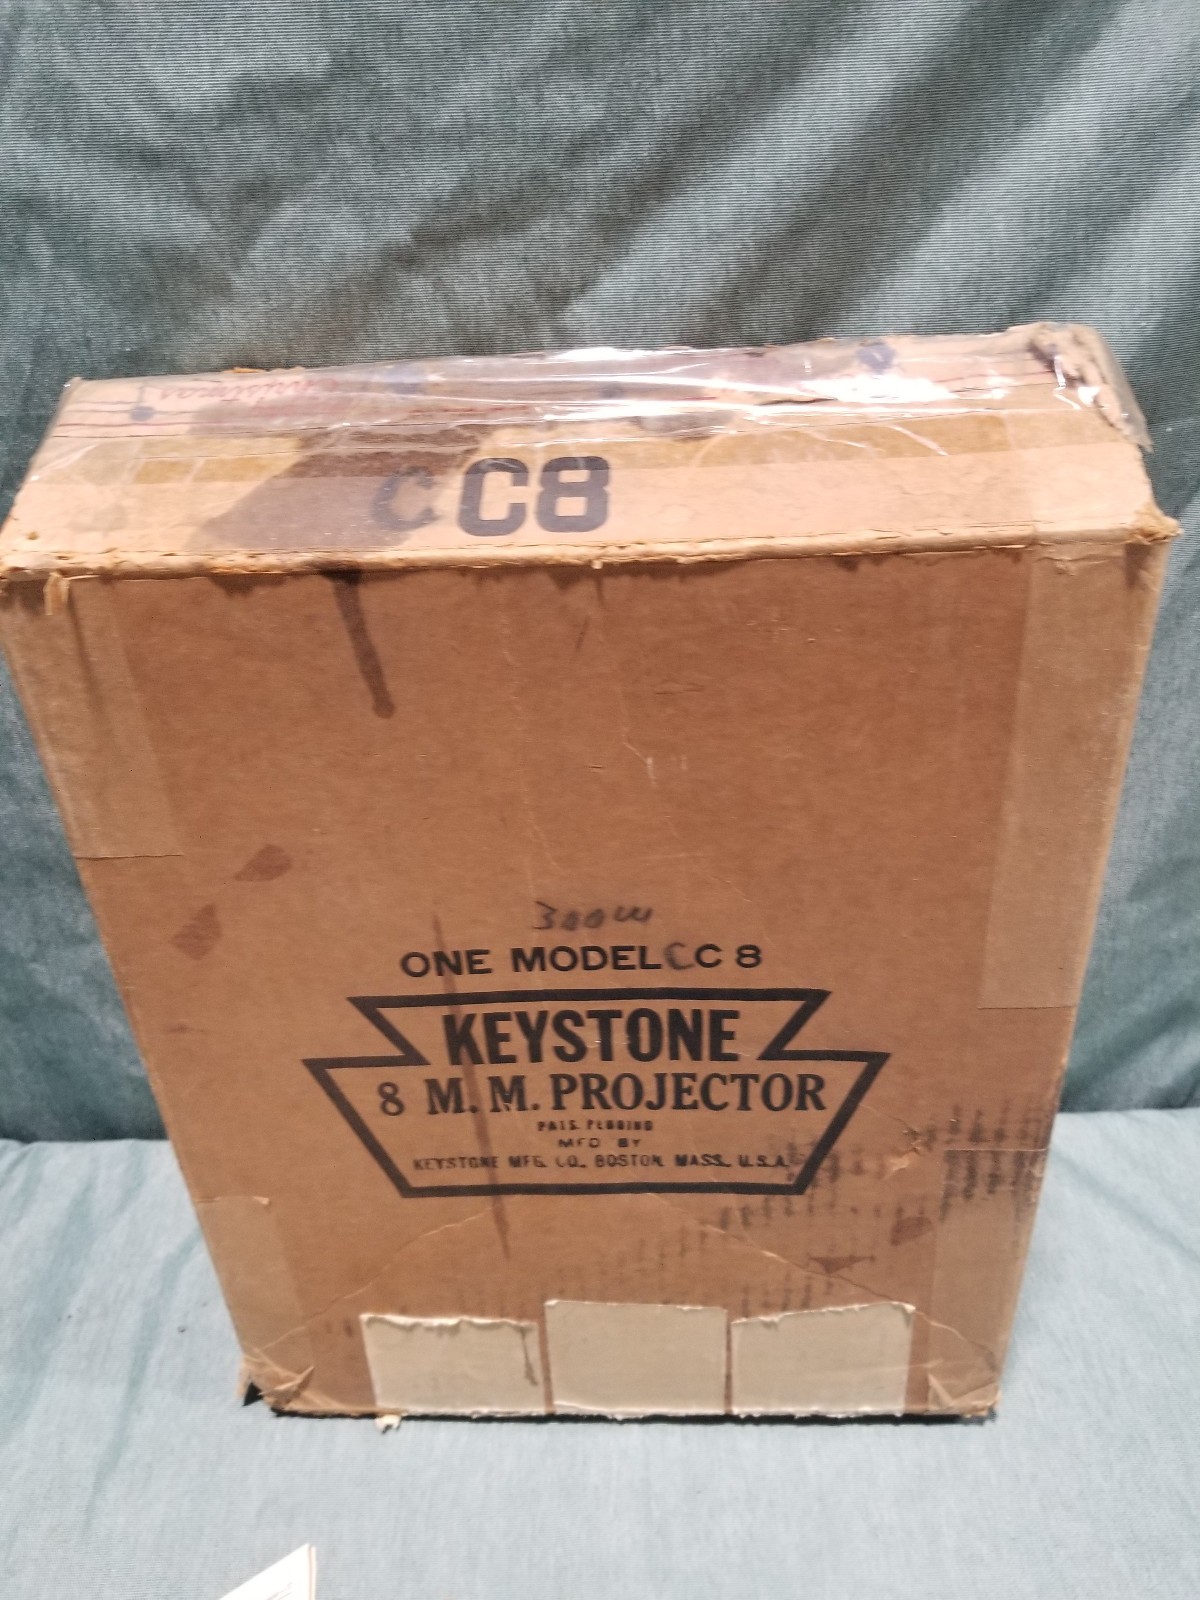 CC8
300W
ONE MODEL CC 8
KEYSTONE
8 M.M. PROJECTOR
PATS. PENDING
MFD BY
KEYSTONE MFG. CO., BOSTON, MASS., U.S.A.